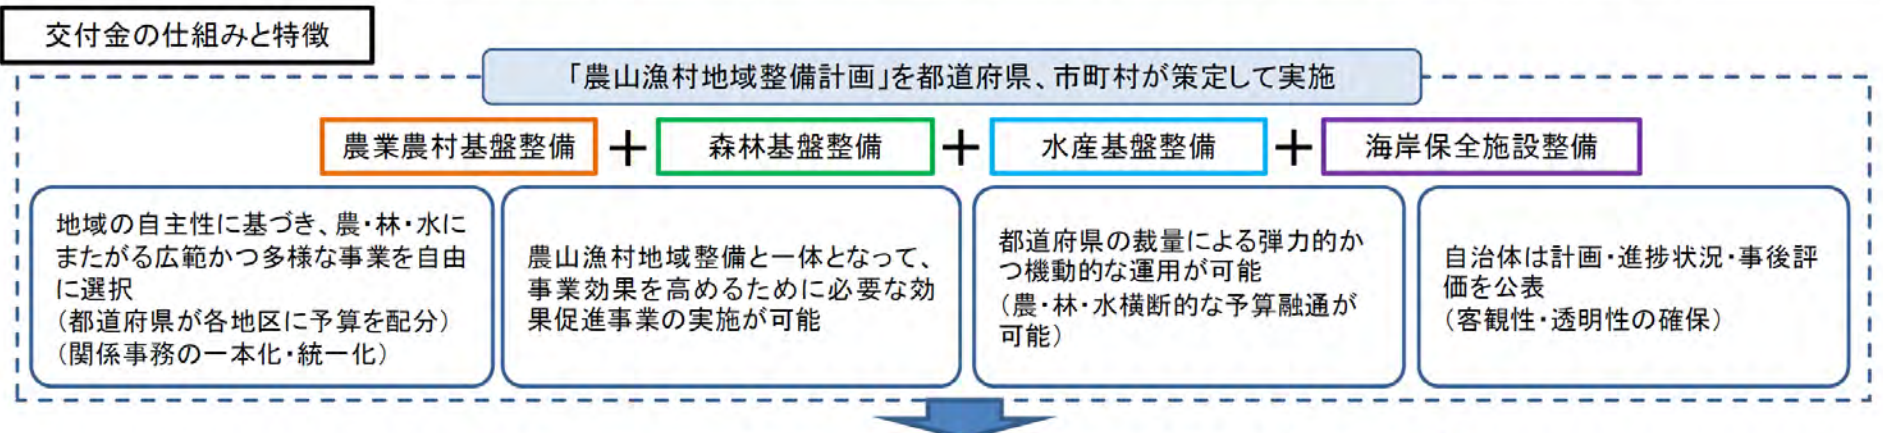 交付金の仕組みと特徴
「農山漁村地域整備計画」を都道府県、市町村が策定して実施
農業農村基盤整備 + 森林基盤整備 + 水産基盤整備 + 海岸保全施設整備
地域の自主性に基づき、農・林・水に
またがる広範かつ多様な事業を自由
に選択
(都道府県が各地区に予算を配分)
(関係事務の一本化・統一化)
農山漁村地域整備と一体となって、
事業効果を高めるために必要な効
果促進事業の実施が可能
都道府県の裁量による弾力的か
つ機動的な運用が可能
(農・林・水横断的な予算融通が
可能)
自治体は計画・進捗状況・事後評
価を公表
(客観性・透明性の確保)